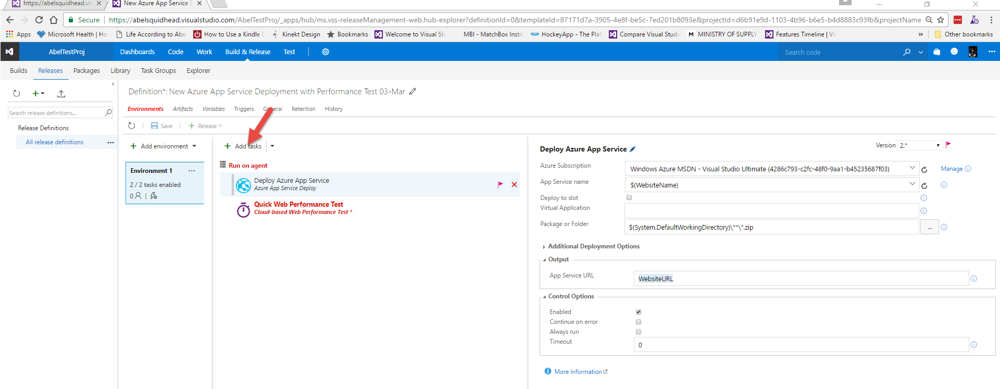 https://abelsquidhead.vi
New Azure App Service D
Secure
https://abelsquidhead.visualstudio.com/AbelTestProj/_apps/hub/ms.vss-releaseManagement-web.hub-explorer?definitionId=0&templateId=87171d7a-3905-4e8f-be5c-7ed201b8093e&projectId=d6b91e9d-1103-4b96-b6e5-b4d8883c93fb&projectName
Apps
Microsoft Health | Ho
Life According to Abe
How to Use a Kindle D
Kinekt Design
Bookmarks
Welcome to Visual Stu
MBI - MatchBox Instru
HockeyApp - The Plat
Compare Visual Studio
MINISTRY OF SUPPLY
Features Timeline | Vis
»
Other bookmarks
AbelTestProj
Dashboards
Code
Work
Build & Release
Test
Search code
Builds
Releases
Packages
Library
Task Groups
Explorer
Search release definitions...
Release Definitions
All release definitions
Definition*: New Azure App Service Deployment with Performance Test 03-Mar
Environments
Artifacts
Variables
Triggers
General
Retention
History
Save
Release
Add environment
Environment 1
2 / 2 tasks enabled
0
Add tasks
Run on agent
Deploy Azure App Service
Azure App Service Deploy
Quick Web Performance Test
Cloud-based Web Performance Test *
Deploy Azure App Service
Version
2.*
Azure Subscription
Windows Azure MSDN - Visual Studio Ultimate (4286c793-c2fc-48f0-9aa1-b45235687f03)
Manage
App Service name
$(WebsiteName)
Deploy to slot
Virtual Application
Package or Folder
$(System.DefaultWorkingDirectory)\**\*.zip
...
Additional Deployment Options
Output
App Service URL
WebsiteURL
Control Options
Enabled
Continue on error
Always run
Timeout
0
More Information